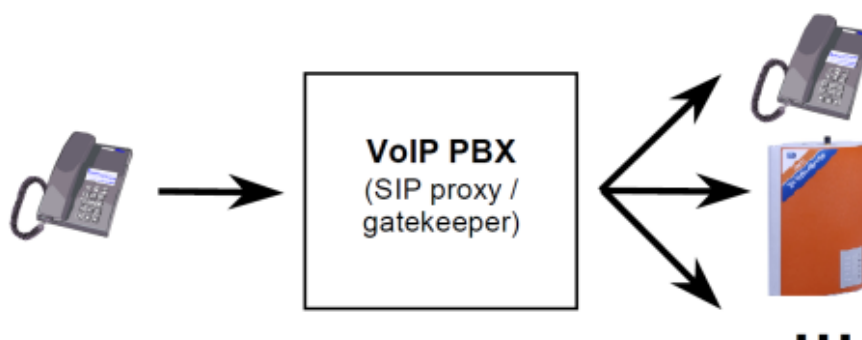 VoIP PBX
(SIP proxy /
gatekeeper)
...